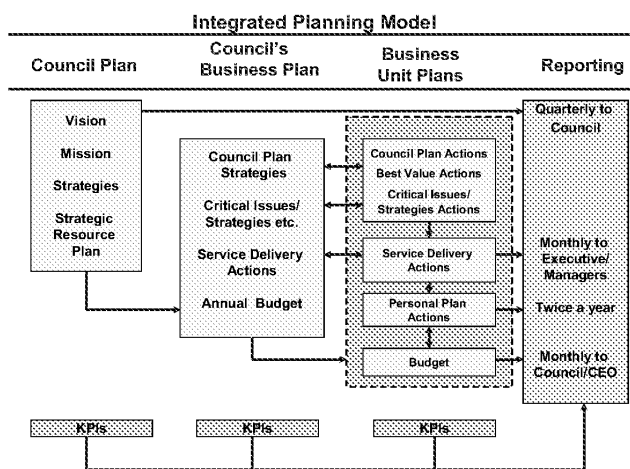 Integrated Planning Model
Council Plan
Council's
Business Plan
Business
Unit Plans
Reporting
Vision
Mission
Strategies
Strategic
Resource
Plan
Council Plan
Strategies
Critical Issues/
Strategies etc.
Service Delivery
Actions
Annual Budget
Council Plan Actions
Best Value Actions
Critical Issues/
Strategies Actions
Service Delivery
Actions
Personal Plan
Actions
Budget
Quarterly to
Council
Monthly to
Executive/
Managers
Twice a year
Monthly to
Council/CEO
KPIs
KPIs
KPIs